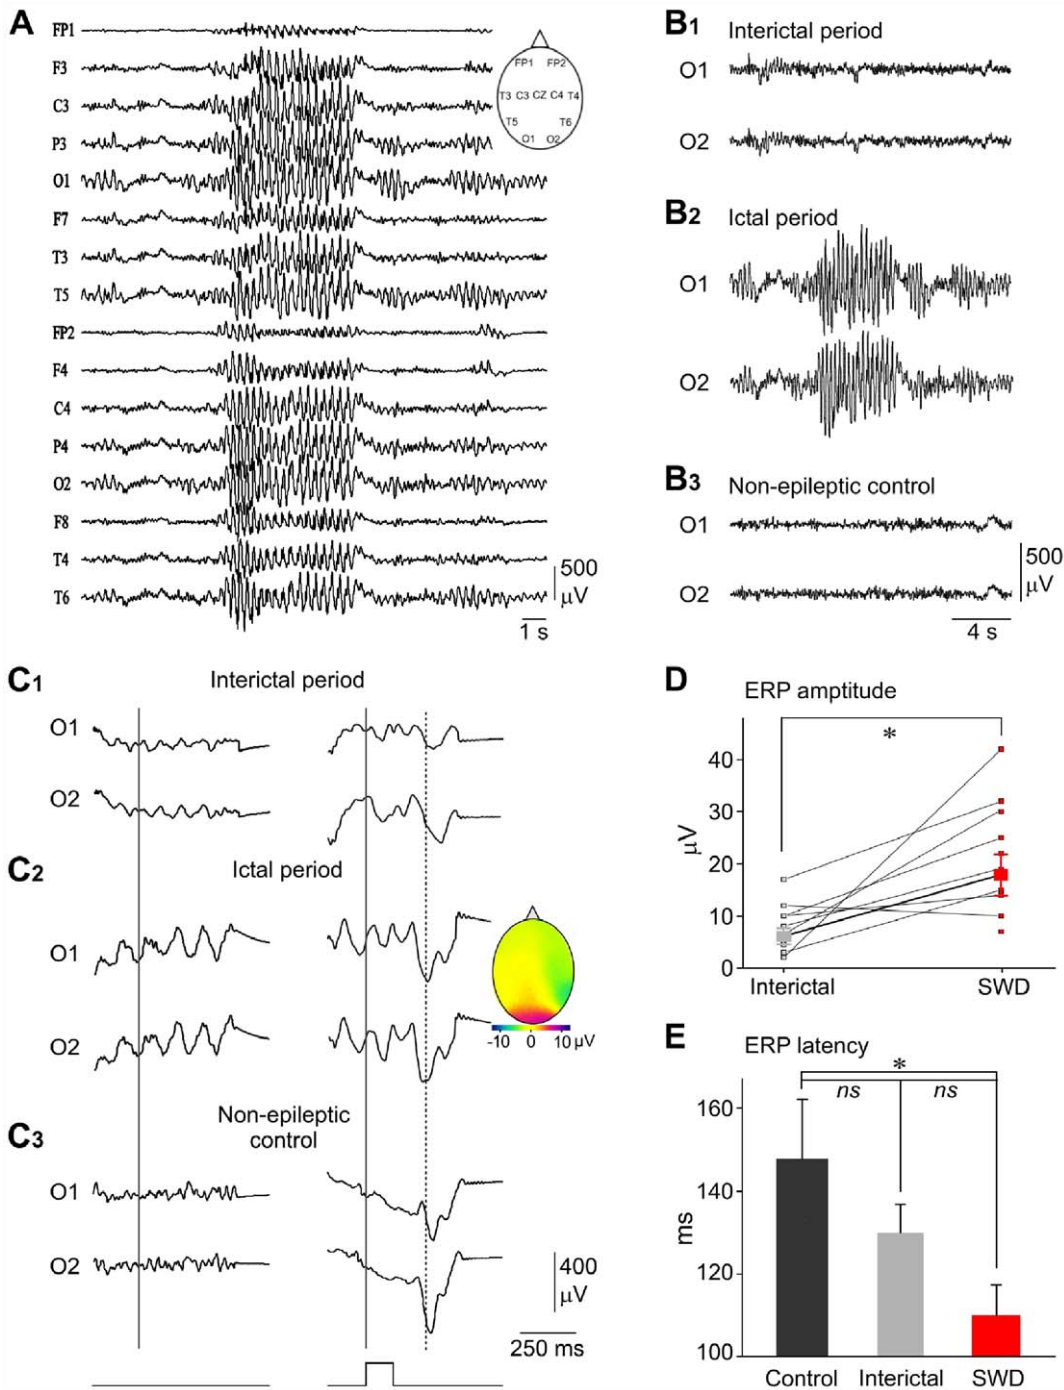 A
FP1
F3
C3
P3
O1
F7
T3
T5
FP2
F4
C4
P4
O2
F8
T4
T6
FP1 FP2
T3 C3 CZ C4 T4
T5 T6
O1 O2
500
μV
1 s
B1 Interictal period
O1
O2
B2 Ictal period
O1
O2
B3 Non-epileptic control
O1
O2
500
μV
4 s
C1 Interictal period
O1
O2
C2 Ictal period
O1
O2
-10 0 10 μV
C3 Non-epileptic
control
O1
O2
400
μV
250 ms
D ERP amptitude
*
μV
40
30
20
10
0
Interictal SWD
E ERP latency
*
ns ns
ms
160
140
120
100
Control Interictal SWD